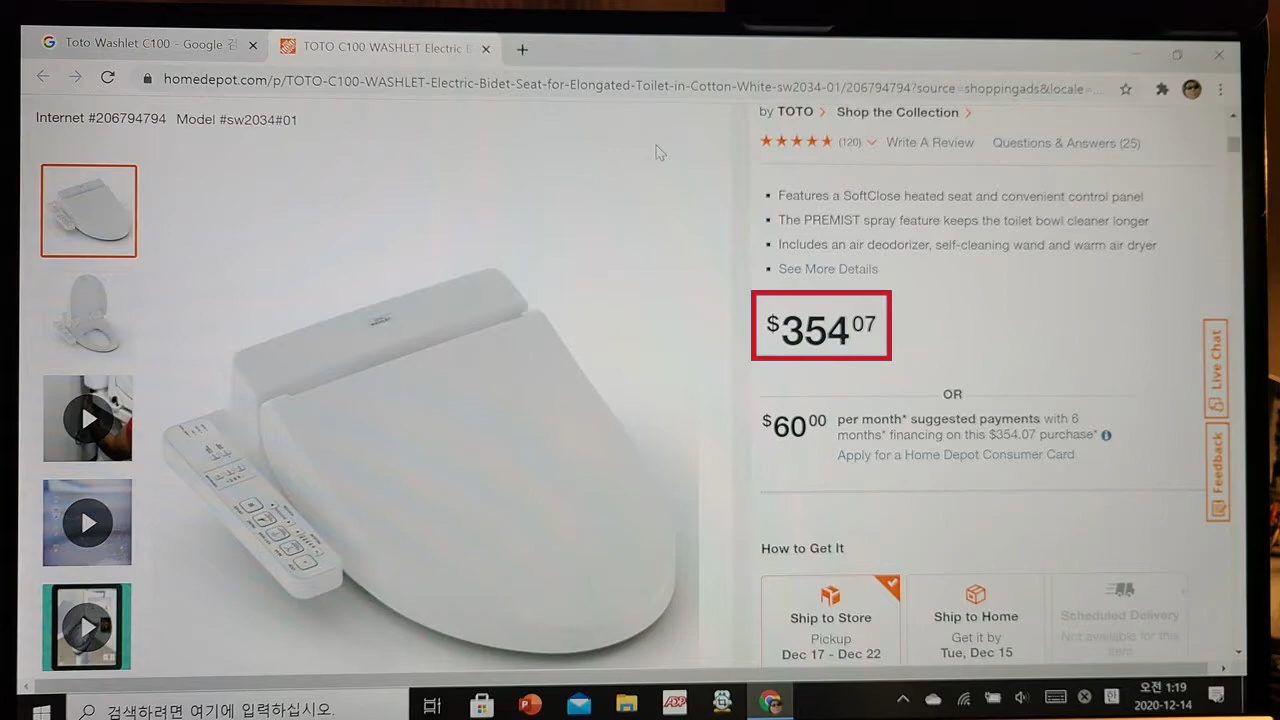 Toto Washlet C100 - Google 검
TOTO C100 WASHLET Electric B
homedepot.com/p/TOTO-C100-WASHLET-Electric-Bidet-Seat-for-Elongated-Toilet-in-Cotton-White-sw2034-01/206794794?source=shoppingads&locale=...
Internet #206794794 Model #sw2034#01
by TOTO > Shop the Collection >
(120) Write A Review Questions & Answers (25)
▪ Features a SoftClose heated seat and convenient control panel
▪ The PREMIST spray feature keeps the toilet bowl cleaner longer
▪ Includes an air deodorizer, self-cleaning wand and warm air dryer
▪ See More Details
$354 07
OR
$60 00 per month* suggested payments with 6
months* financing on this $354.07 purchase*
Apply for a Home Depot Consumer Card
Live Chat
Feedback
How to Get It
Ship to Store
Pickup
Dec 17 - Dec 22
Ship to Home
Get it by
Tue, Dec 15
Scheduled Delivery
Not available for this
item
검색하려면 여기에 입력하십시오.
ADP
한
오전 1:19
2020-12-14